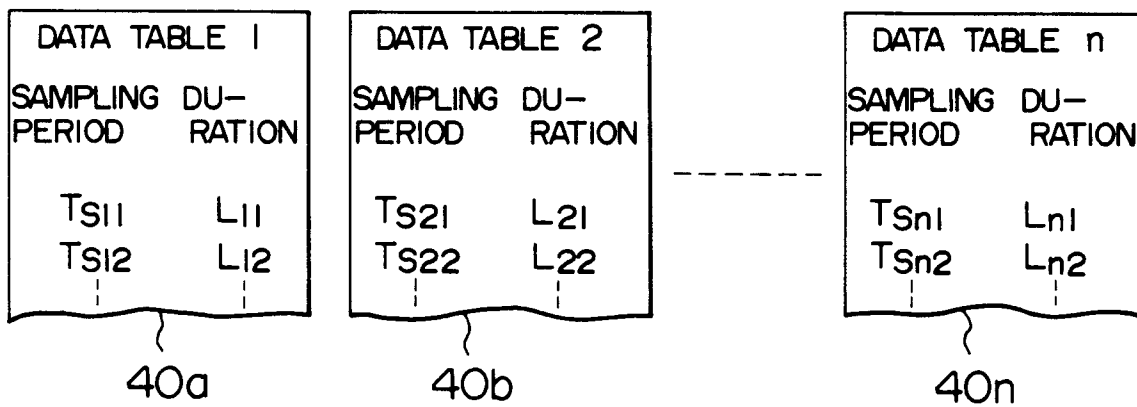 DATA TABLE 1
SAMPLING DU-
PERIOD RATION
TS11 L11
TS12 L12
40a
DATA TABLE 2
SAMPLING DU-
PERIOD RATION
TS21 L21
TS22 L22
40b
DATA TABLE n
SAMPLING DU-
PERIOD RATION
TSn1 Ln1
TSn2 Ln2
40n